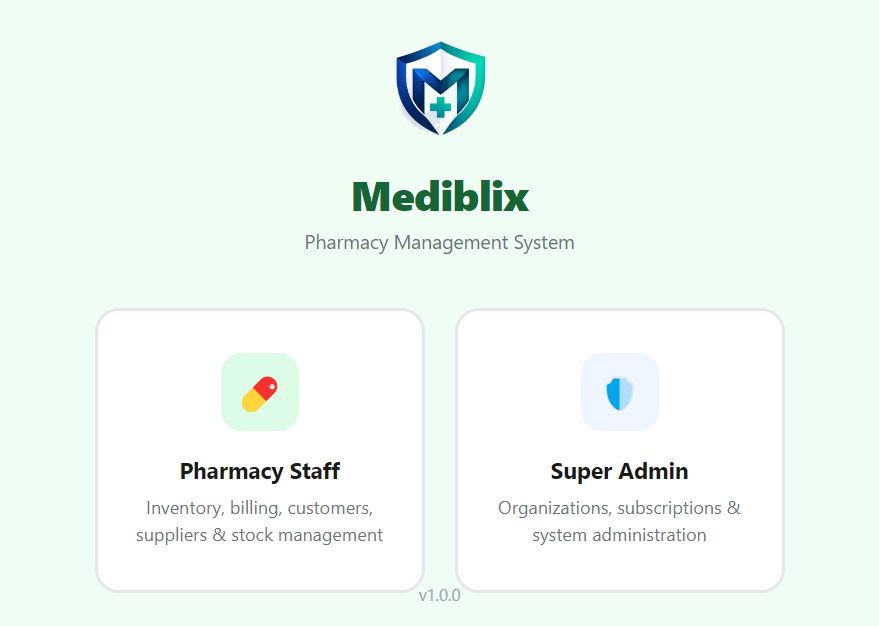 M
Mediblix
Pharmacy Management System
Pharmacy Staff
Inventory, billing, customers,
suppliers & stock management
Super Admin
Organizations, subscriptions &
system administration
v1.0.0